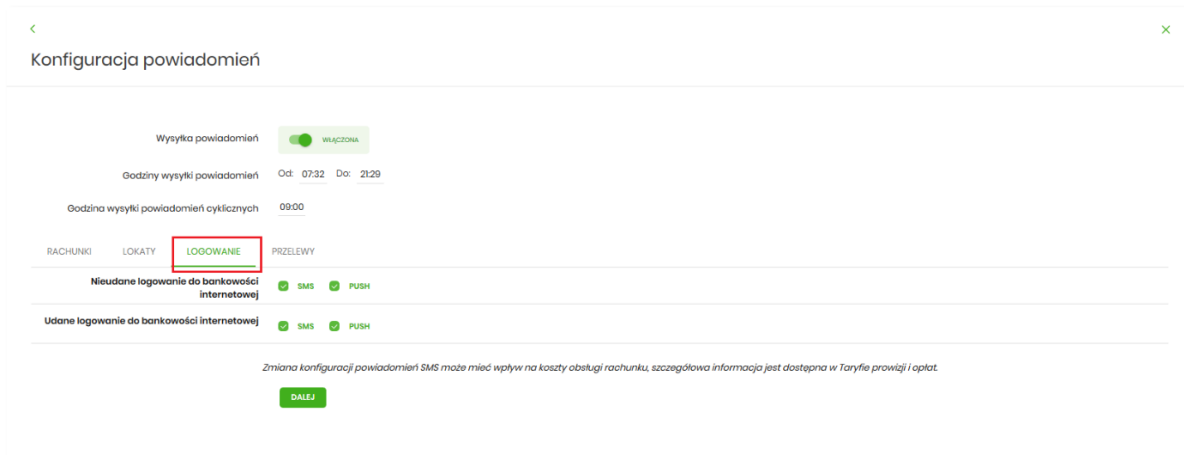 Konfiguracja powiadomień
Wysyłka powiadomień WŁĄCZONA
Godziny wysyłki powiadomień Od: 07:32 Do: 21:29
Godzina wysyłki powiadomień cyklicznych 09:00
RACHUNKI LOKATY LOGOWANIE PRZELEWY
Nieudane logowanie do bankowości
internetowej SMS PUSH
Udane logowanie do bankowości internetowej SMS PUSH
Zmiana konfiguracji powiadomień SMS może mieć wpływ na koszty obsługi rachunku, szczegółowa informacja jest dostępna w Taryfie prowizji i opłat.
DALEJ